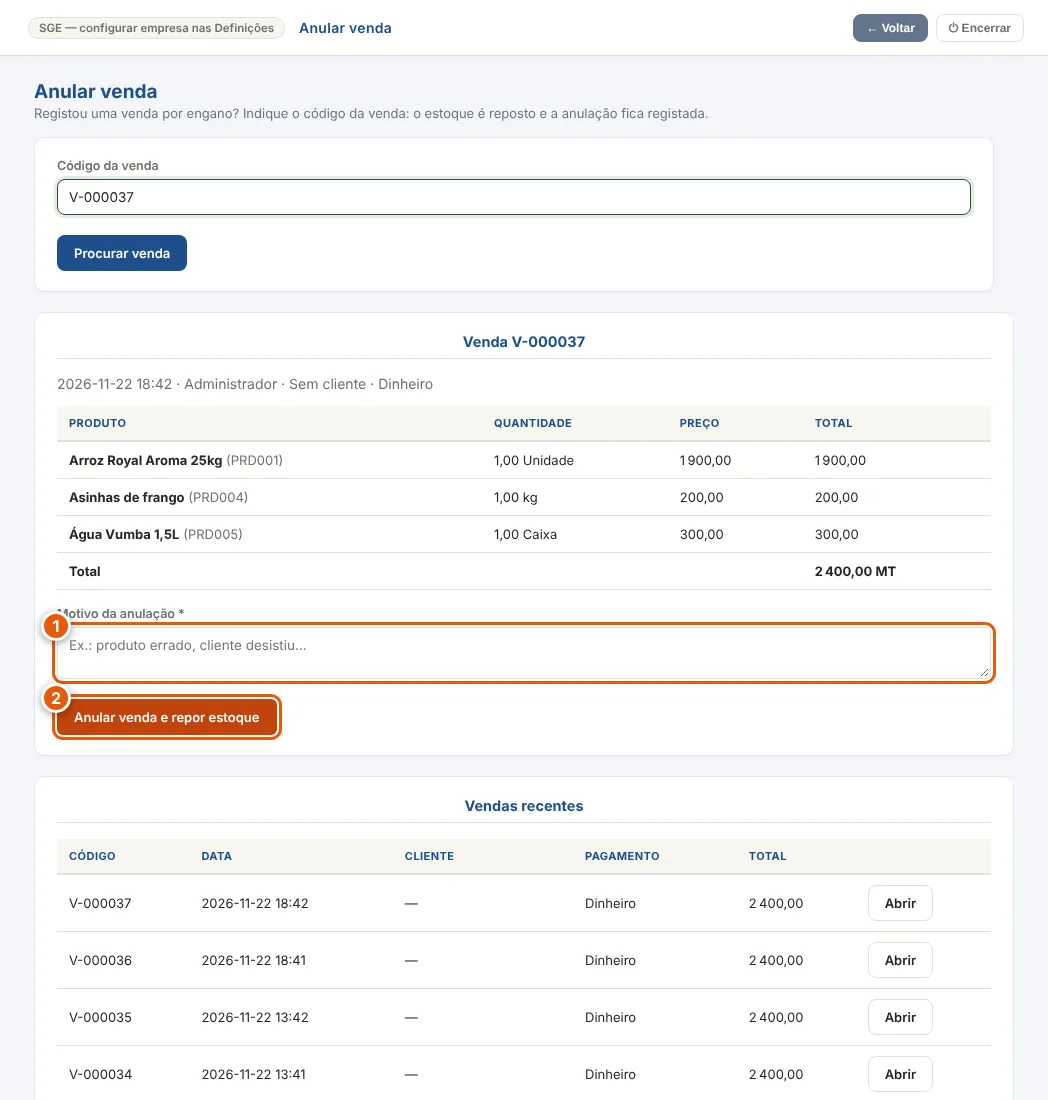 SGE — configurar empresa nas Definições Anular venda ← Voltar Encerrar
Anular venda
Registou uma venda por engano? Indique o código da venda: o estoque é reposto e a anulação fica registada.
Código da venda
V-000037
Procurar venda
Venda V-000037
2026-11-22 18:42 · Administrador · Sem cliente · Dinheiro
PRODUTO QUANTIDADE PREÇO TOTAL
Arroz Royal Aroma 25kg (PRD001) 1,00 Unidade 1 900,00 1 900,00
Asinhas de frango (PRD004) 1,00 kg 200,00 200,00
Água Vumba 1,5L (PRD005) 1,00 Caixa 300,00 300,00
Total 2 400,00 MT
Motivo da anulação *
1
Ex.: produto errado, cliente desistiu...
2
Anular venda e repor estoque
Vendas recentes
CÓDIGO DATA CLIENTE PAGAMENTO TOTAL
V-000037 2026-11-22 18:42 — Dinheiro 2 400,00 Abrir
V-000036 2026-11-22 18:41 — Dinheiro 2 400,00 Abrir
V-000035 2026-11-22 13:42 — Dinheiro 2 400,00 Abrir
V-000034 2026-11-22 13:41 — Dinheiro 2 400,00 Abrir